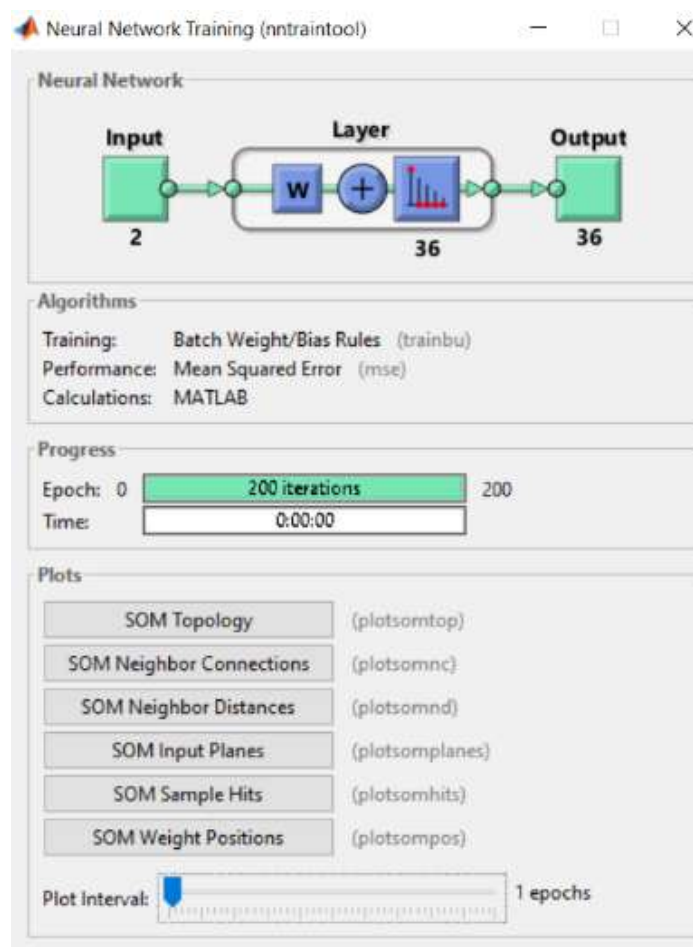 Neural Network Training (nntraintool)
Neural Network
Input
Layer
Output
W
+
2
36
36
Algorithms
Training: Batch Weight/Bias Rules (trainbu)
Performance: Mean Squared Error (mse)
Calculations: MATLAB
Progress
Epoch: 0 200 iterations 200
Time: 0:00:00
Plots
SOM Topology (plotsomtop)
SOM Neighbor Connections (plotsomnc)
SOM Neighbor Distances (plotsomnd)
SOM Input Planes (plotsomplanes)
SOM Sample Hits (plotsomhits)
SOM Weight Positions (plotsompos)
Plot Interval: 1 epochs